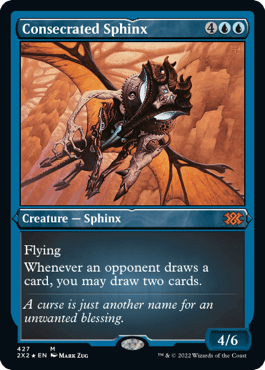 Consecrated Sphinx 4
Creature — Sphinx
Flying
Whenever an opponent draws a
card, you may draw two cards.
A curse is just another name for an
unwanted blessing.
4/6
427 M
2X2 ★ EN MARK ZUG
™ & © 2022 Wizards of the Coast